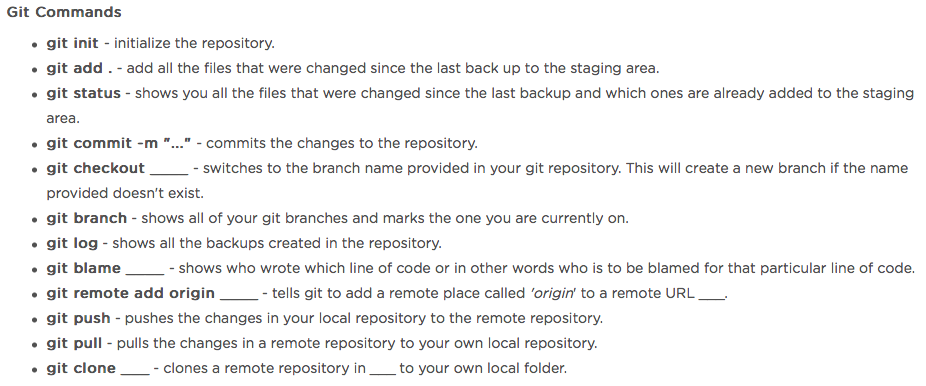 Git Commands
• git init - initialize the repository.
• git add . - add all the files that were changed since the last back up to the staging area.
• git status - shows you all the files that were changed since the last backup and which ones are already added to the staging
area.
• git commit -m "..." - commits the changes to the repository.
• git checkout _____ - switches to the branch name provided in your git repository. This will create a new branch if the name
provided doesn't exist.
• git branch - shows all of your git branches and marks the one you are currently on.
• git log - shows all the backups created in the repository.
• git blame _____ - shows who wrote which line of code or in other words who is to be blamed for that particular line of code.
• git remote add origin _____ - tells git to add a remote place called 'origin' to a remote URL ___.
• git push - pushes the changes in your local repository to the remote repository.
• git pull - pulls the changes in a remote repository to your own local repository.
• git clone ____ - clones a remote repository in ___ to your own local folder.